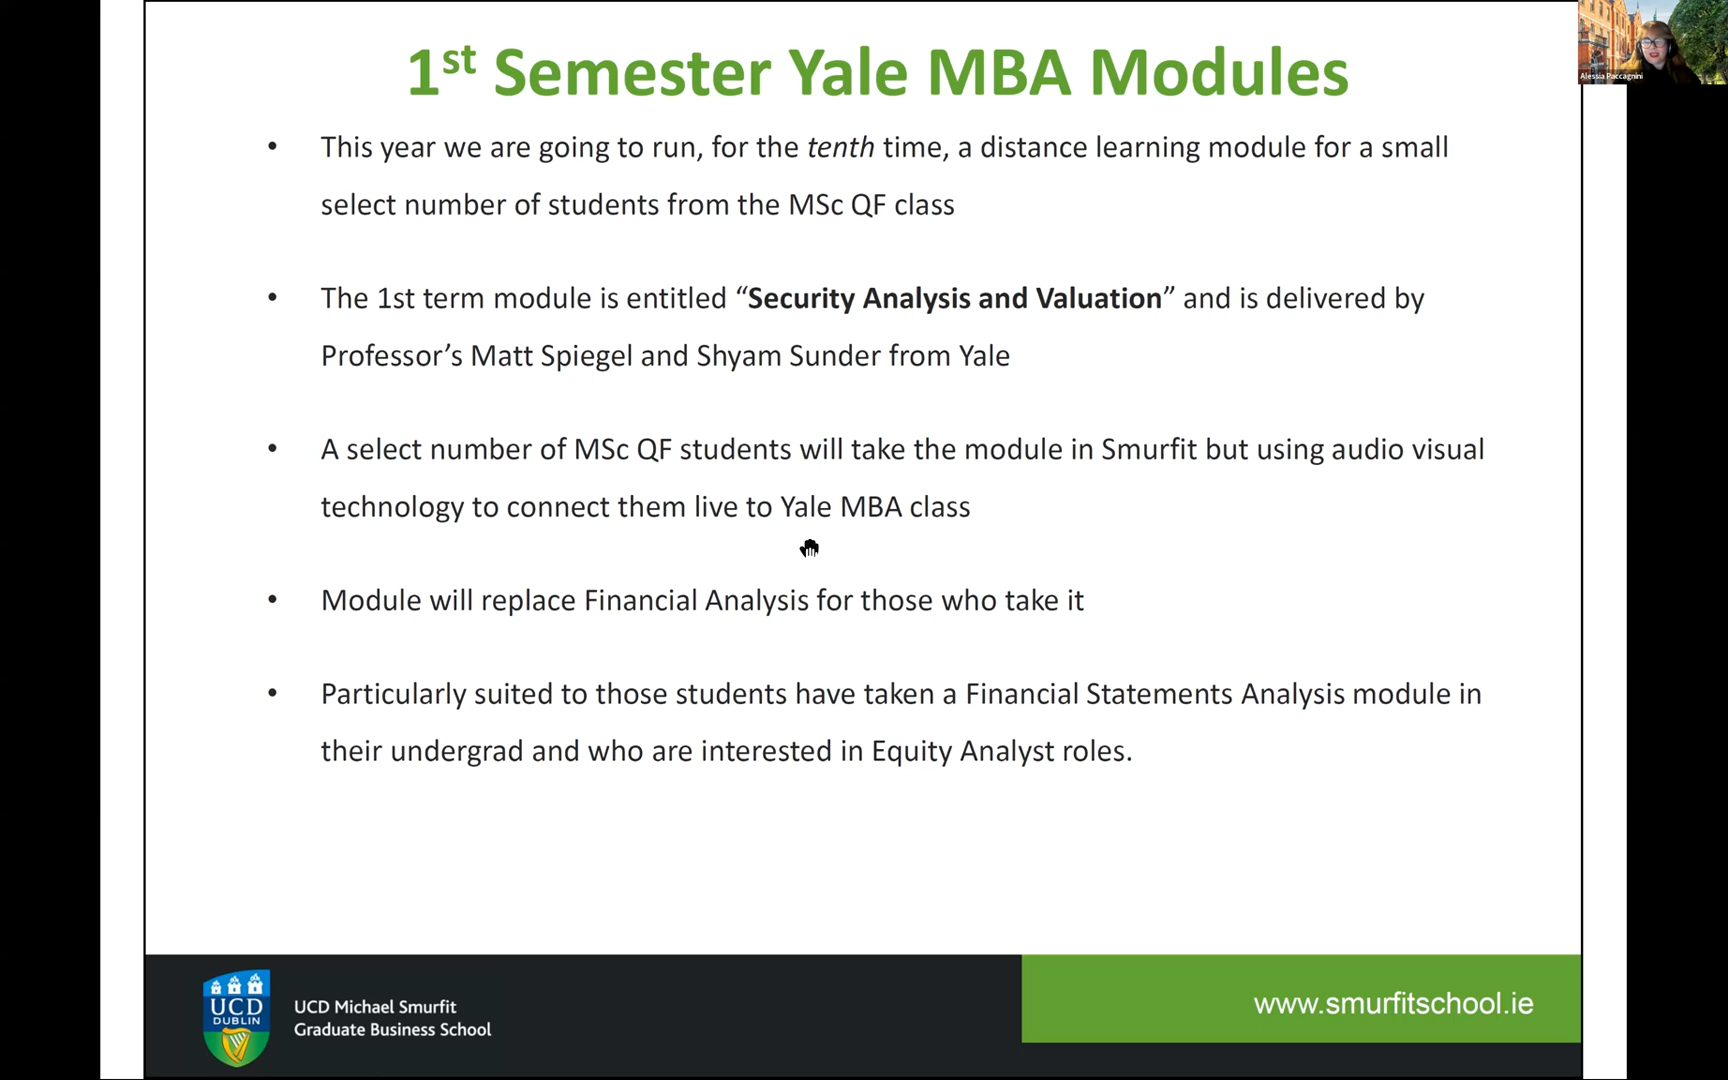 1st Semester Yale MBA Modules
Alessia Paccagnini
• This year we are going to run, for the tenth time, a distance learning module for a small
select number of students from the MSc QF class
• The 1st term module is entitled “Security Analysis and Valuation” and is delivered by
Professor’s Matt Spiegel and Shyam Sunder from Yale
• A select number of MSc QF students will take the module in Smurfit but using audio visual
technology to connect them live to Yale MBA class
• Module will replace Financial Analysis for those who take it
• Particularly suited to those students have taken a Financial Statements Analysis module in
their undergrad and who are interested in Equity Analyst roles.
UCD
DUBLIN
UCD Michael Smurfit
Graduate Business School
www.smurfitschool.ie